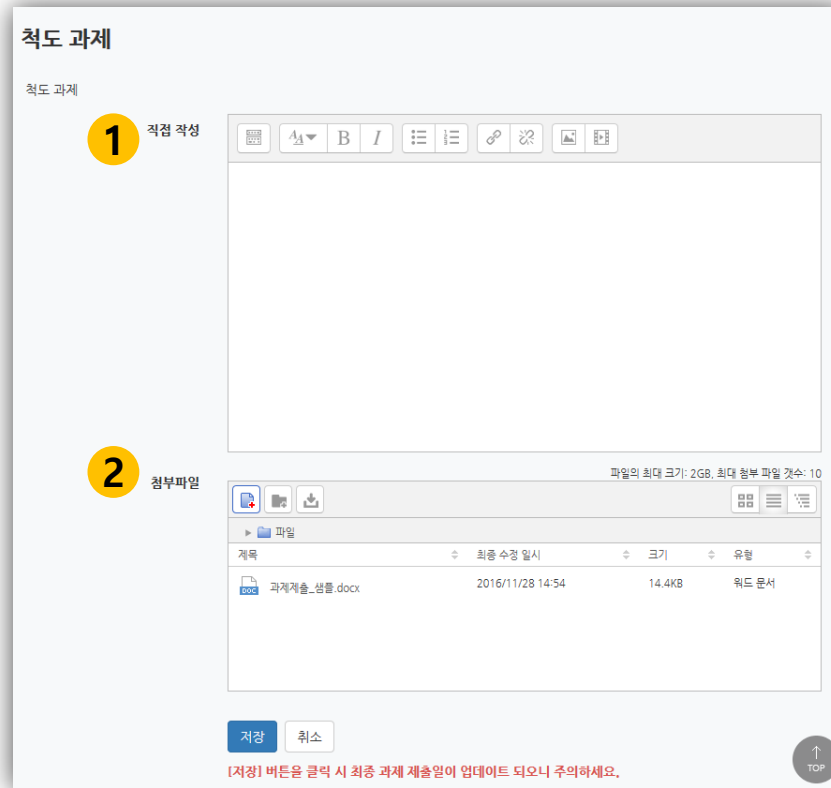 척도 과제
척도 과제
1 직접 작성
B I
2 첨부파일
파일의 최대 크기: 2GB, 최대 첨부 파일 갯수: 10
파일
제목 최종 수정 일시 크기 유형
DOC 과제제출_샘플.docx 2016/11/28 14:54 14.4KB 워드 문서
저장 취소
[저장] 버튼을 클릭 시 최종 과제 제출일이 업데이트 되오니 주의하세요.
TOP